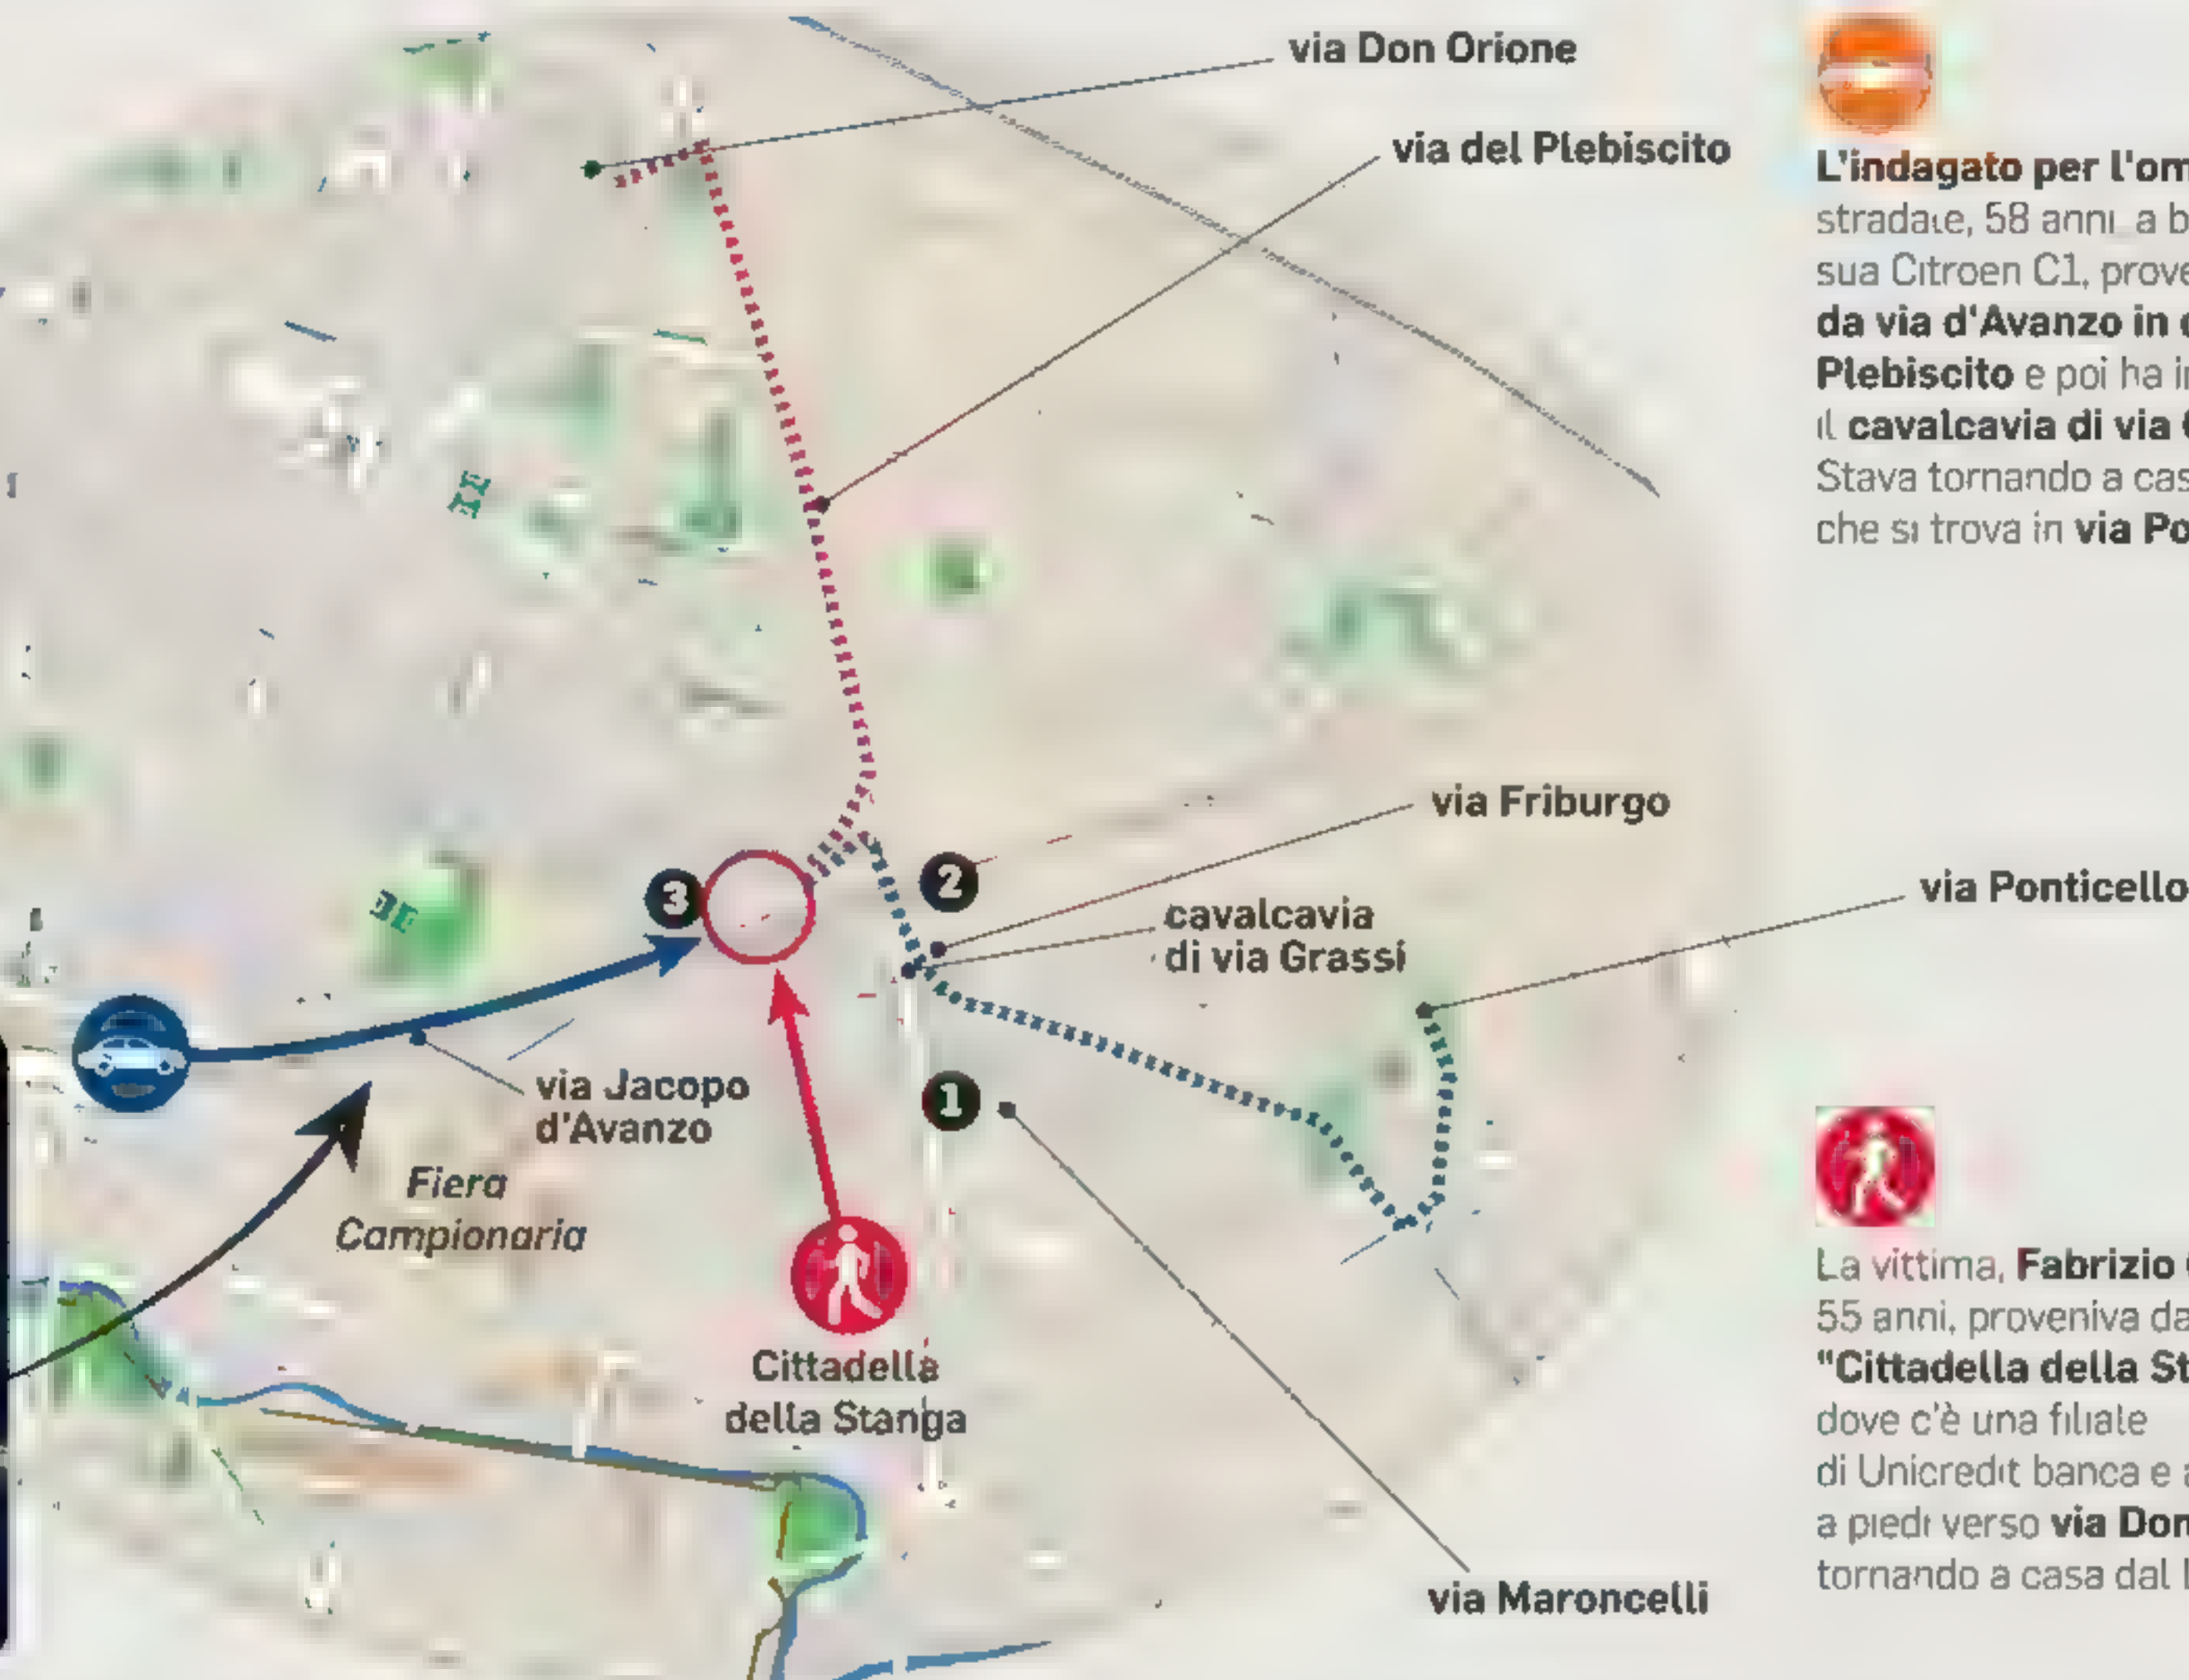 via Don Orione
via del Plebiscito
via Friburgo
cavalcavia
di via Grassi
via Ponticello
via Jacopo
d'Avanzo
Fiera
Campionaria
Cittadella
della Stanga
via Maroncelli
1
2
3
L'indagato per l'om
stradale, 58 anni, a b
sua Citroen C1, prove
da via d'Avanzo in
Plebiscito e poi ha i
il cavalcavia di via
Stava tornando a cas
che si trova in via Po
La vittima, Fabrizio
55 anni, proveniva da
"Cittadella della St
dove c'è una filiale
di Unicredit banca e a
a piedi verso via Don
tornando a casa dal